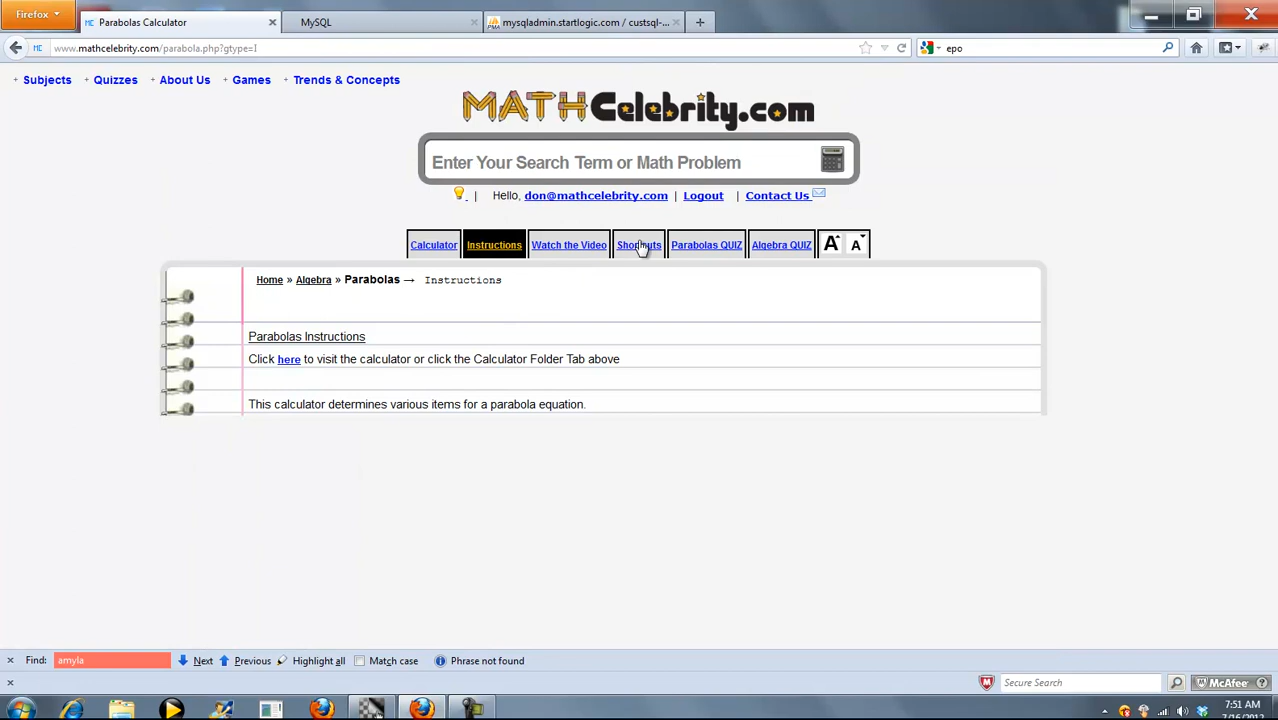 Firefox
Parabolas Calculator
MySQL
mysqladmin.startlogic.com / custsql-...
www.mathcelebrity.com/parabola.php?gtype=I
epo
Subjects
Quizzes
About Us
Games
Trends & Concepts
MATHCelebrity.com
Enter Your Search Term or Math Problem
| Hello, don@mathcelebrity.com | Logout | Contact Us
Calculator
Instructions
Watch the Video
Shortcuts
Parabolas QUIZ
Algebra QUIZ
A A
Home » Algebra » Parabolas → Instructions
Parabolas Instructions
Click here to visit the calculator or click the Calculator Folder Tab above
This calculator determines various items for a parabola equation.
Find: amyla Next Previous Highlight all Match case Phrase not found
Secure Search
McAfee
7:51 AM
7/16/2012